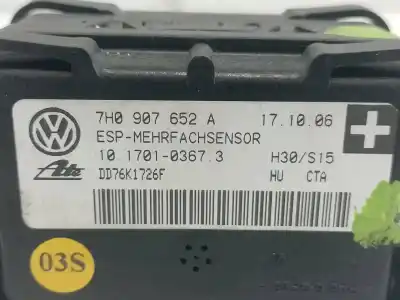 7H0 907 652 A 17.10.06
ESP-MEHRFACHSENSOR
10.1701-0367.3 H30/S15
Ate DD76K1726F HU CTA
03S